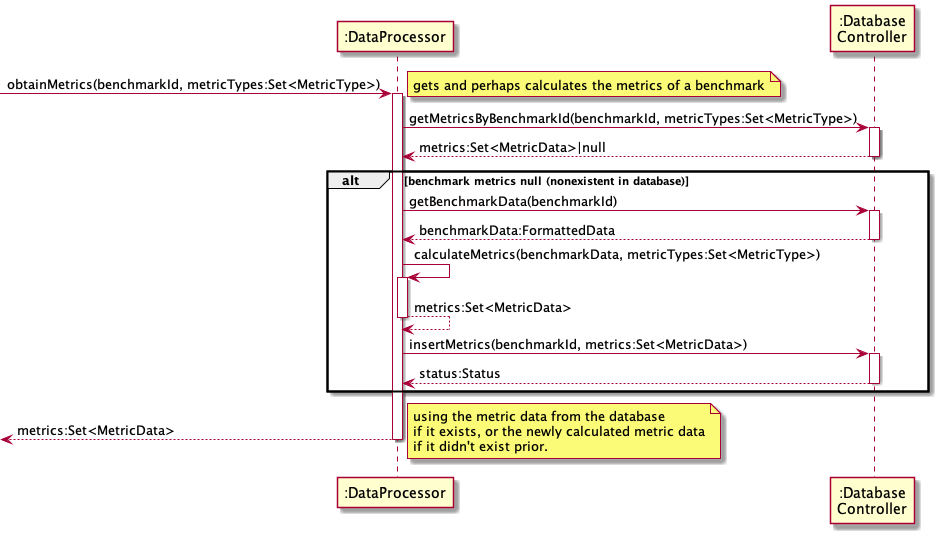 :DataProcessor
:Database
Controller
obtainMetrics(benchmarkId, metricTypes:Set<MetricType>)
gets and perhaps calculates the metrics of a benchmark
getMetricsByBenchmarkId(benchmarkId, metricTypes:Set<MetricType>)
metrics:Set<MetricData>|null
alt
[benchmark metrics null (nonexistent in database)]
getBenchmarkData(benchmarkId)
benchmarkData:FormattedData
calculateMetrics(benchmarkData, metricTypes:Set<MetricType>)
metrics:Set<MetricData>
insertMetrics(benchmarkId, metrics:Set<MetricData>)
status:Status
metrics:Set<MetricData>
using the metric data from the database
if it exists, or the newly calculated metric data
if it didn't exist prior.
:DataProcessor
:Database
Controller